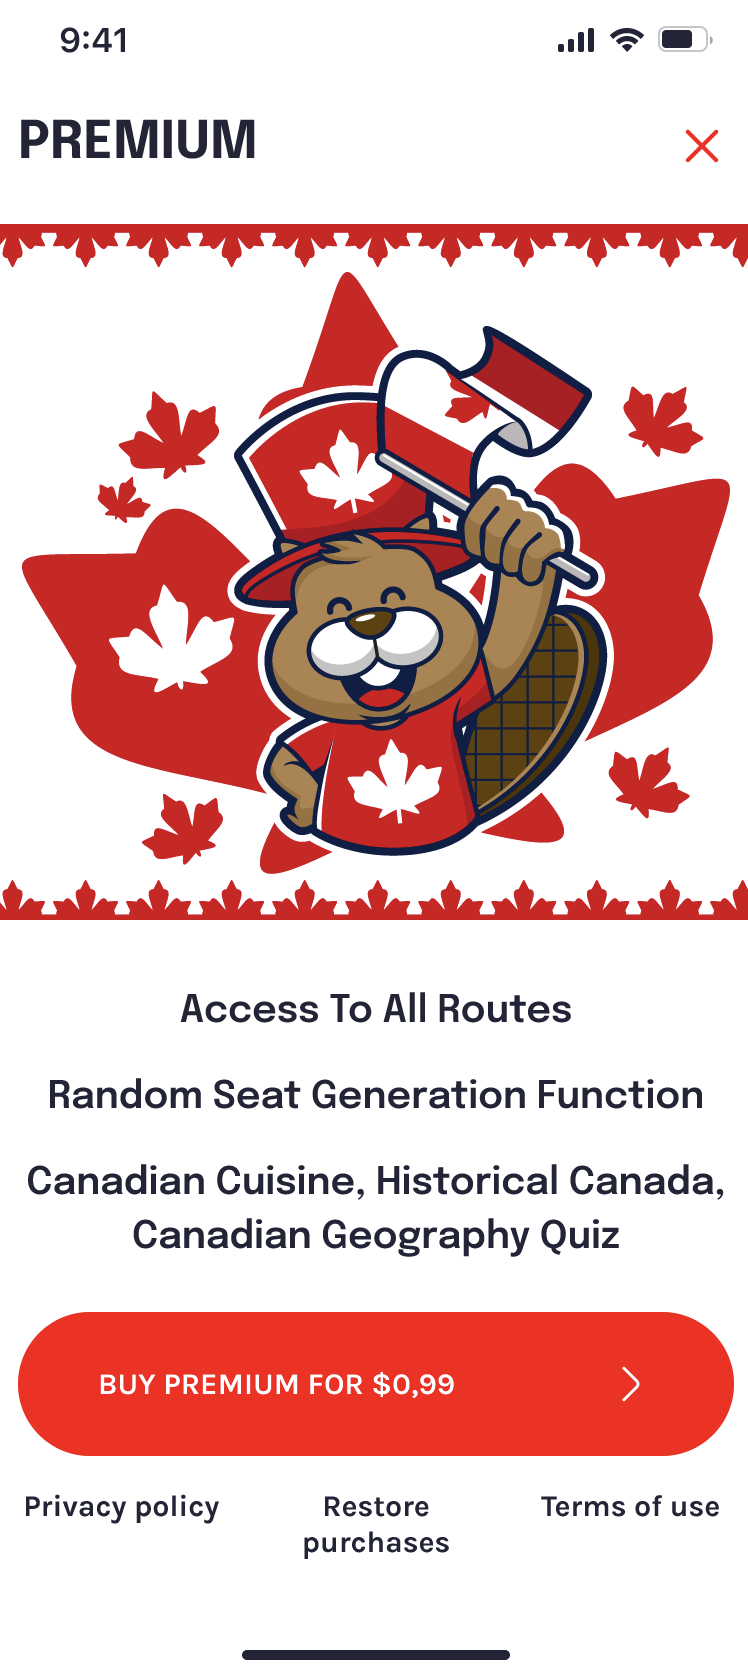 9:41
PREMIUM
Access To All Routes
Random Seat Generation Function
Canadian Cuisine, Historical Canada,
Canadian Geography Quiz
BUY PREMIUM FOR $0,99
Privacy policy
Restore
purchases
Terms of use